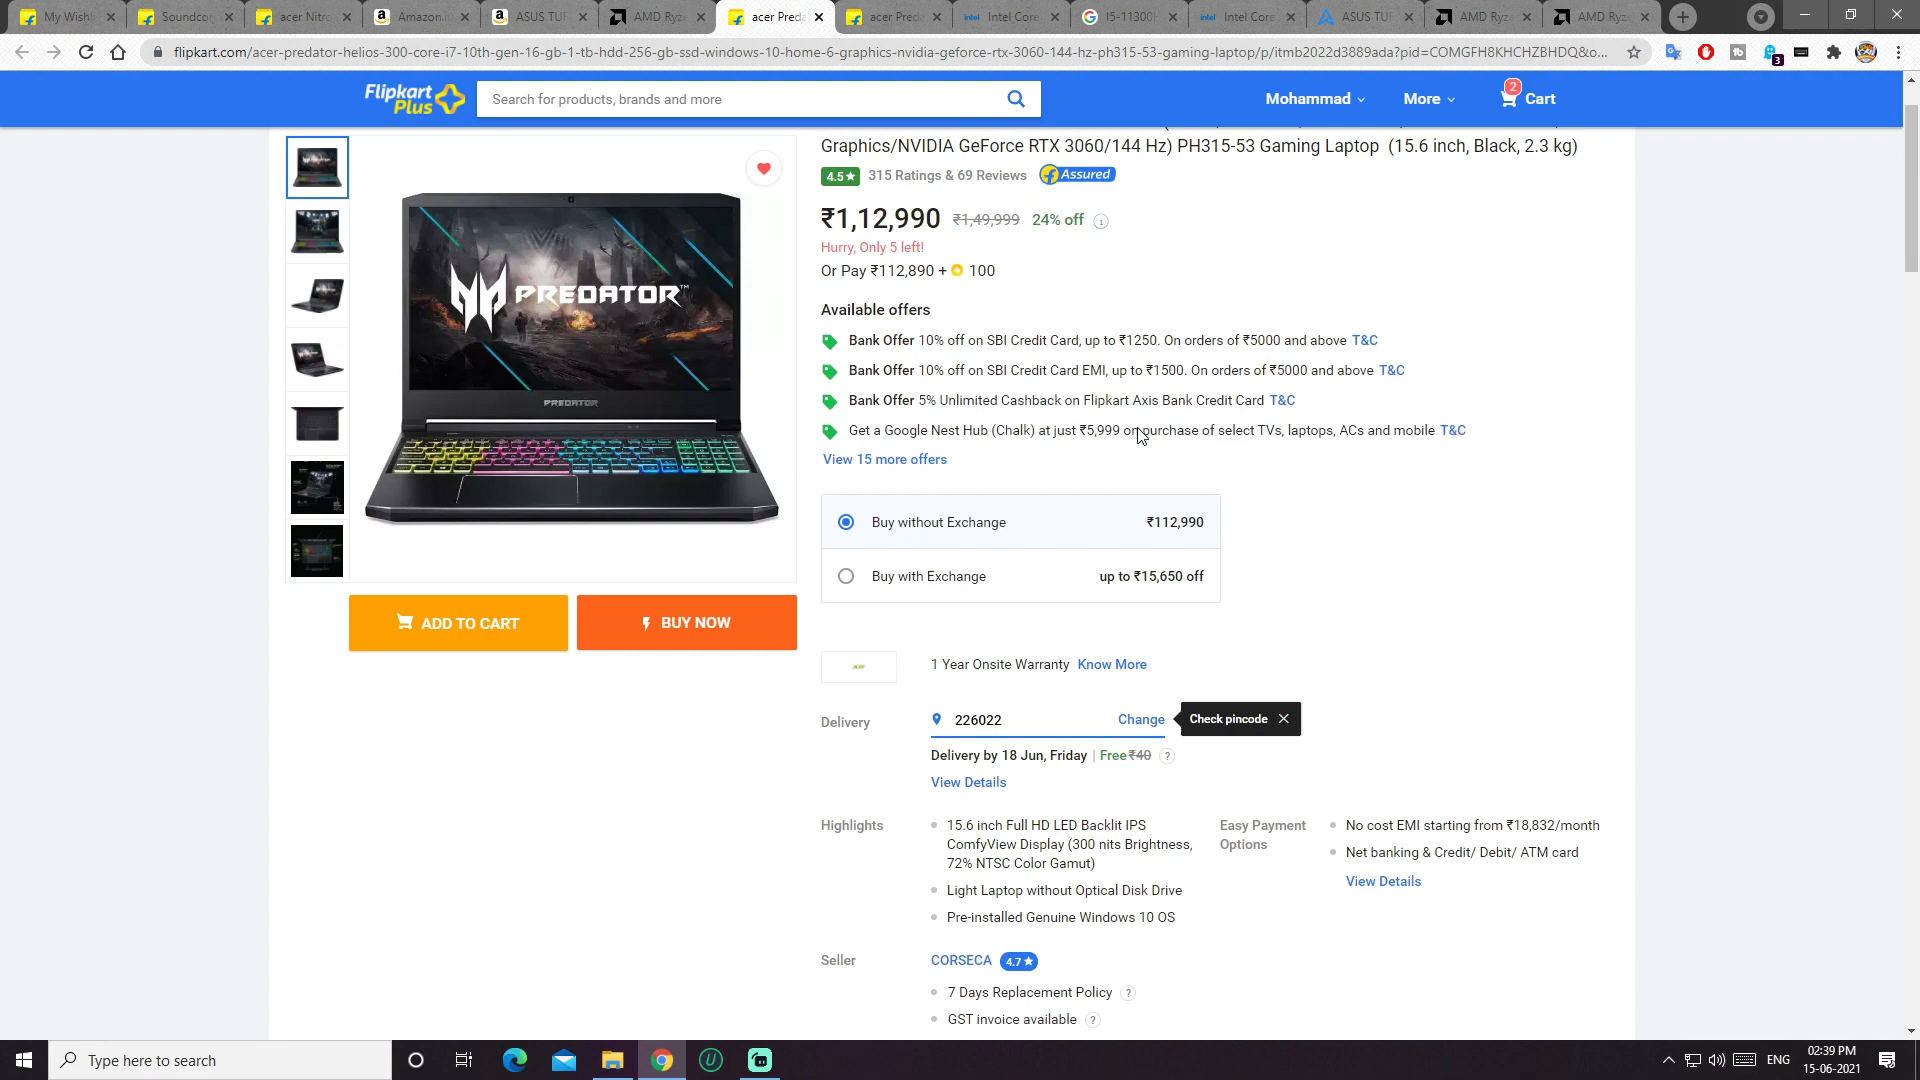 My Wishl
Soundcor
acer Nitro
Amazon.in
ASUS TUF
AMD Ryze
acer Preda
acer Preda
Intel Core
I5-11300H
Intel Core
ASUS TUF
AMD Ryze
AMD Ryze
flipkart.com/acer-predator-helios-300-core-i7-10th-gen-16-gb-1-tb-hdd-256-gb-ssd-windows-10-home-6-graphics-nvidia-geforce-rtx-3060-144-hz-ph315-53-gaming-laptop/p/itmb2022d3889ada?pid=COMGFH8KHCHZBHDQ&o...
3
Flipkart
Plus
Search for products, brands and more
Mohammad
More
2
Cart
Graphics/NVIDIA GeForce RTX 3060/144 Hz) PH315-53 Gaming Laptop (15.6 inch, Black, 2.3 kg)
4.5★ 315 Ratings & 69 Reviews Assured
₹1,12,990 ₹1,49,999 24% off
Hurry, Only 5 left!
Or Pay ₹112,890 + 100
PREDATOR™
PREDATOR
Available offers
Bank Offer 10% off on SBI Credit Card, up to ₹1250. On orders of ₹5000 and above T&C
Bank Offer 10% off on SBI Credit Card EMI, up to ₹1500. On orders of ₹5000 and above T&C
Bank Offer 5% Unlimited Cashback on Flipkart Axis Bank Credit Card T&C
Get a Google Nest Hub (Chalk) at just ₹5,999 on purchase of select TVs, laptops, ACs and mobile T&C
View 15 more offers
Buy without Exchange ₹112,990
Buy with Exchange up to ₹15,650 off
ADD TO CART
BUY NOW
acer
1 Year Onsite Warranty Know More
Delivery
226022
Change
Check pincode
Delivery by 18 Jun, Friday | Free ₹40 ?
View Details
Highlights
15.6 inch Full HD LED Backlit IPS
ComfyView Display (300 nits Brightness,
72% NTSC Color Gamut)
Light Laptop without Optical Disk Drive
Pre-installed Genuine Windows 10 OS
Easy Payment
Options
No cost EMI starting from ₹18,832/month
Net banking & Credit/ Debit/ ATM card
View Details
Seller
CORSECA 4.7★
7 Days Replacement Policy ?
GST invoice available ?
Type here to search
ENG
02:39 PM
15-06-2021